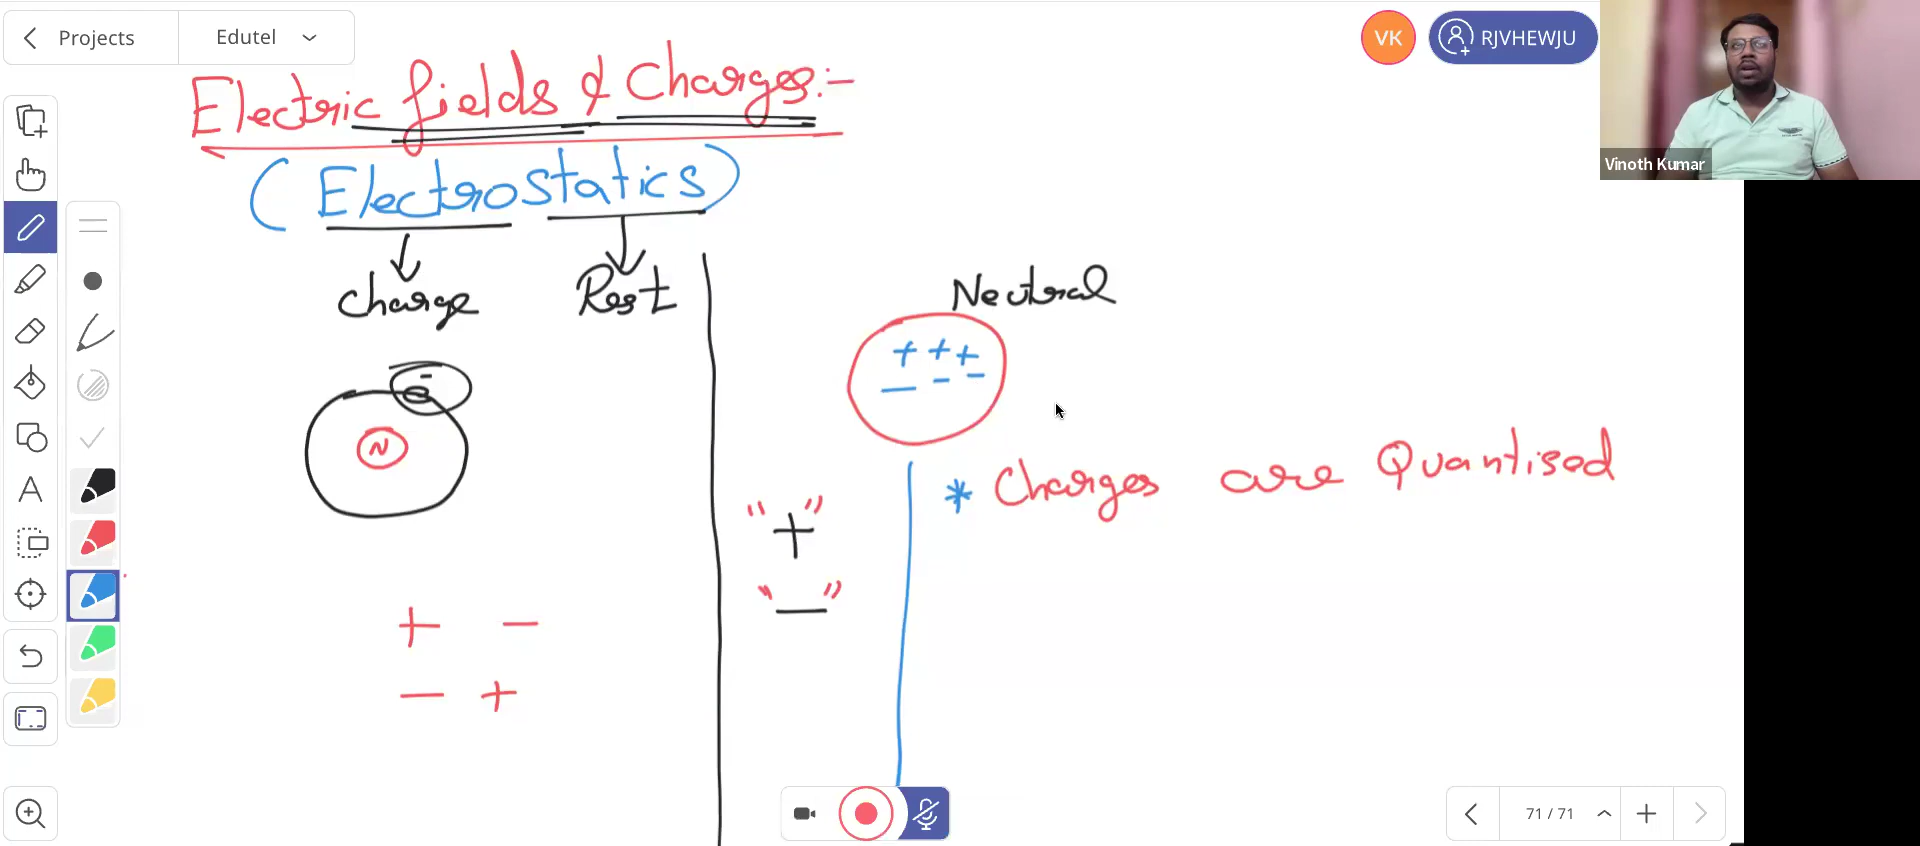 Projects
Edutel
VK
RJVHEWJU
Vinoth Kumar
Electric fields & Charges:-
(Electrostatics)
Charge
Rest
Neutral
+ + +
- - -
-
N
* Charges are Quantised
"+"
"-"
+ -
- +
A
71 / 71